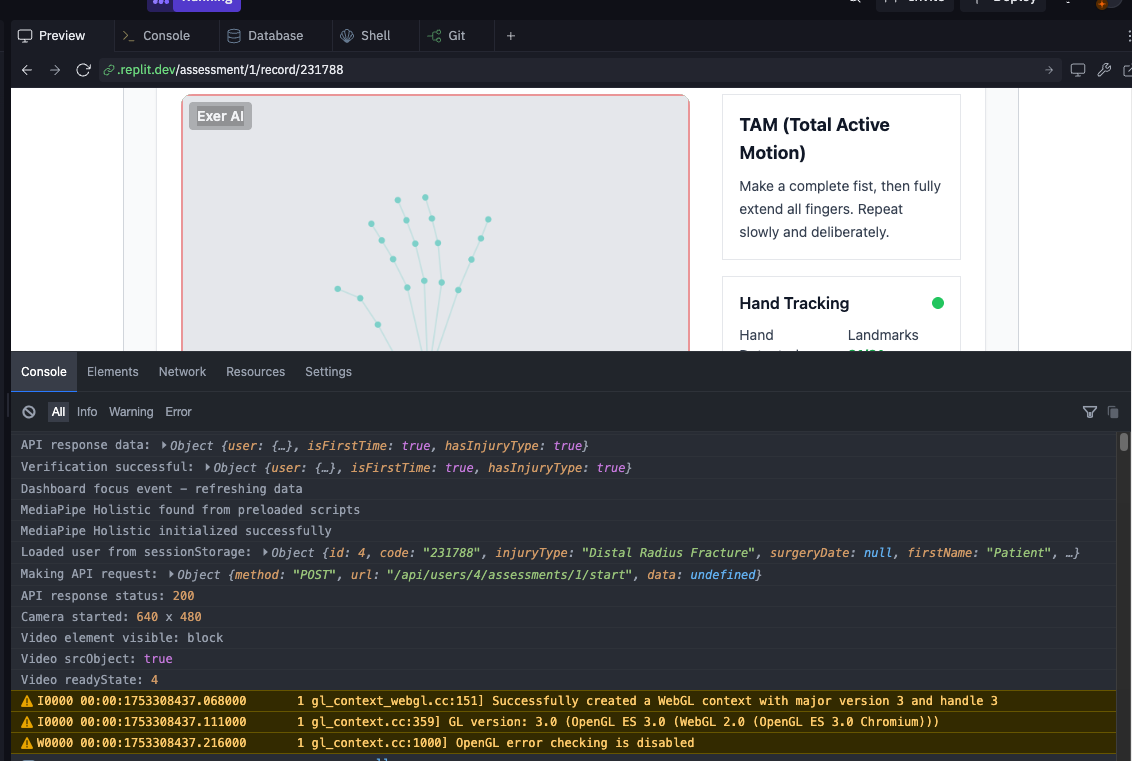 Running
Invite
Deploy
Preview
Console
Database
Shell
Git
.replit.dev/assessment/1/record/231788
Exer AI
TAM (Total Active
Motion)
Make a complete fist, then fully
extend all fingers. Repeat
slowly and deliberately.
Hand Tracking
Hand
Landmarks
Console
Elements
Network
Resources
Settings
All
Info
Warning
Error
API response data: Object {user: {…}, isFirstTime: true, hasInjuryType: true}
Verification successful: Object {user: {…}, isFirstTime: true, hasInjuryType: true}
Dashboard focus event – refreshing data
MediaPipe Holistic found from preloaded scripts
MediaPipe Holistic initialized successfully
Loaded user from sessionStorage: Object {id: 4, code: "231788", injuryType: "Distal Radius Fracture", surgeryDate: null, firstName: "Patient", …}
Making API request: Object {method: "POST", url: "/api/users/4/assessments/1/start", data: undefined}
API response status: 200
Camera started: 640 x 480
Video element visible: block
Video srcObject: true
Video readyState: 4
I0000 00:00:1753308437.068000 1 gl_context_webgl.cc:151] Successfully created a WebGL context with major version 3 and handle 3
I0000 00:00:1753308437.111000 1 gl_context.cc:359] GL version: 3.0 (OpenGL ES 3.0 (WebGL 2.0 (OpenGL ES 3.0 Chromium)))
W0000 00:00:1753308437.216000 1 gl_context.cc:1000] OpenGL error checking is disabled